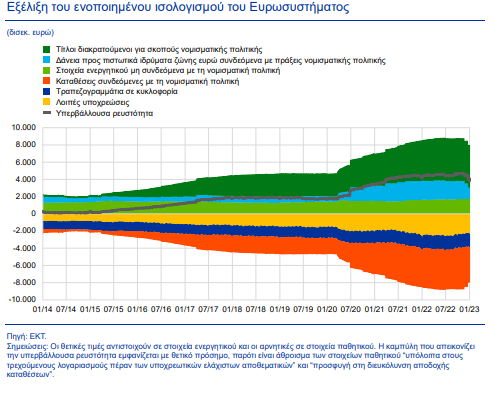 Εξέλιξη του ενοποιημένου ισολογισμού του Ευρωσυστήματος
(δισεκ. ευρώ)
Τίτλοι διακρατούμενοι για σκοπούς νομισματικής πολιτικής
Δάνεια προς πιστωτικά ιδρύματα ζώνης ευρώ συνδεόμενα με πράξεις νομισματικής πολιτικής
Στοιχεία ενεργητικού μη συνδεόμενα με τη νομισματική πολιτική
Καταθέσεις συνδεόμενες με τη νομισματική πολιτική
Τραπεζογραμμάτια σε κυκλοφορία
Λοιπές υποχρεώσεις
Υπερβάλλουσα ρευστότητα
10.000
8.000
6.000
4.000
2.000
0
-2.000
-4.000
-6.000
-8.000
-10.000
01/14 07/14 01/15 07/15 01/16 07/16 01/17 07/17 01/18 07/18 01/19 07/19 01/20 07/20 01/21 07/21 01/22 07/22 01/23
Πηγή: ΕΚΤ.
Σημειώσεις: Οι θετικές τιμές αντιστοιχούν σε στοιχεία ενεργητικού και οι αρνητικές σε στοιχεία παθητικού. Η καμπύλη που απεικονίζει
την υπερβάλλουσα ρευστότητα εμφανίζεται με θετικό πρόσημο, παρότι είναι άθροισμα των στοιχείων παθητικού "υπόλοιπα στους
τρεχούμενους λογαριασμούς πέραν των υποχρεωτικών ελάχιστων αποθεματικών" και "προσφυγή στη διευκόλυνση αποδοχής
καταθέσεων".